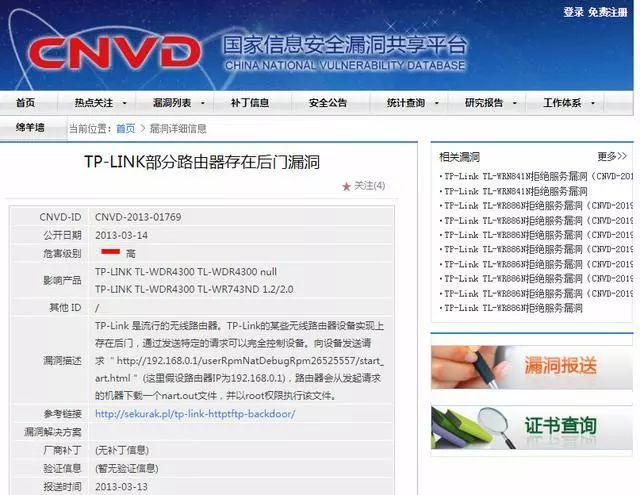 登录 免费注册
CNVD
国家信息安全漏洞共享平台
CHINA NATIONAL VULNERABILITY DATABASE
首页 热点关注 漏洞列表 补丁信息 安全公告 统计查询 研究报告 工作体系
绵羊墙 当前位置: 首页 > 漏洞详细信息
TP-LINK部分路由器存在后门漏洞
★ 关注(4)
CNVD-ID CNVD-2013-01769
公开日期 2013-03-14
危害级别 高
影响产品 TP-LINK TL-WDR4300 TL-WDR4300 null
TP-LINK TL-WDR4300 TL-WR743ND 1.2/2.0
其他 ID /
漏洞描述
TP-Link 是流行的无线路由器。TP-Link的某些无线路由器设备实现上
存在后门，通过发送特定的请求可以完全控制设备。向设备发送请
求 " http://192.168.0.1/userRpmNatDebugRpm26525557/start_
art.html " (这里假设路由器IP为192.168.0.1)，路由器会从发起请求
的机器下载一个nart.out文件，并以root权限执行该文件。
参考链接 http://sekurak.pl/tp-link-httptftp-backdoor/
漏洞解决方案
厂商补丁 (无补丁信息)
验证信息 (暂无验证信息)
报送时间 2013-03-13
相关漏洞 更多>>
·TP-Link TL-WRN841N拒绝服务漏洞（CNVD-2019
·TP-Link TL-WRN841N拒绝服务漏洞
·TP-Link TL-WR886N拒绝服务漏洞（CNVD-2019
·TP-Link TL-WR886N拒绝服务漏洞（CNVD-2019
·TP-Link TL-WR886N拒绝服务漏洞（CNVD-2019
·TP-Link TL-WR886N拒绝服务漏洞（CNVD-2019
·TP-Link TL-WR886N拒绝服务漏洞（CNVD-2019
·TP-Link TL-WR886N拒绝服务漏洞（CNVD-2019
·TP-Link TL-WR886N拒绝服务漏洞（CNVD-2019
·TP-Link TL-WR886N拒绝服务漏洞
漏洞报送
证书查询